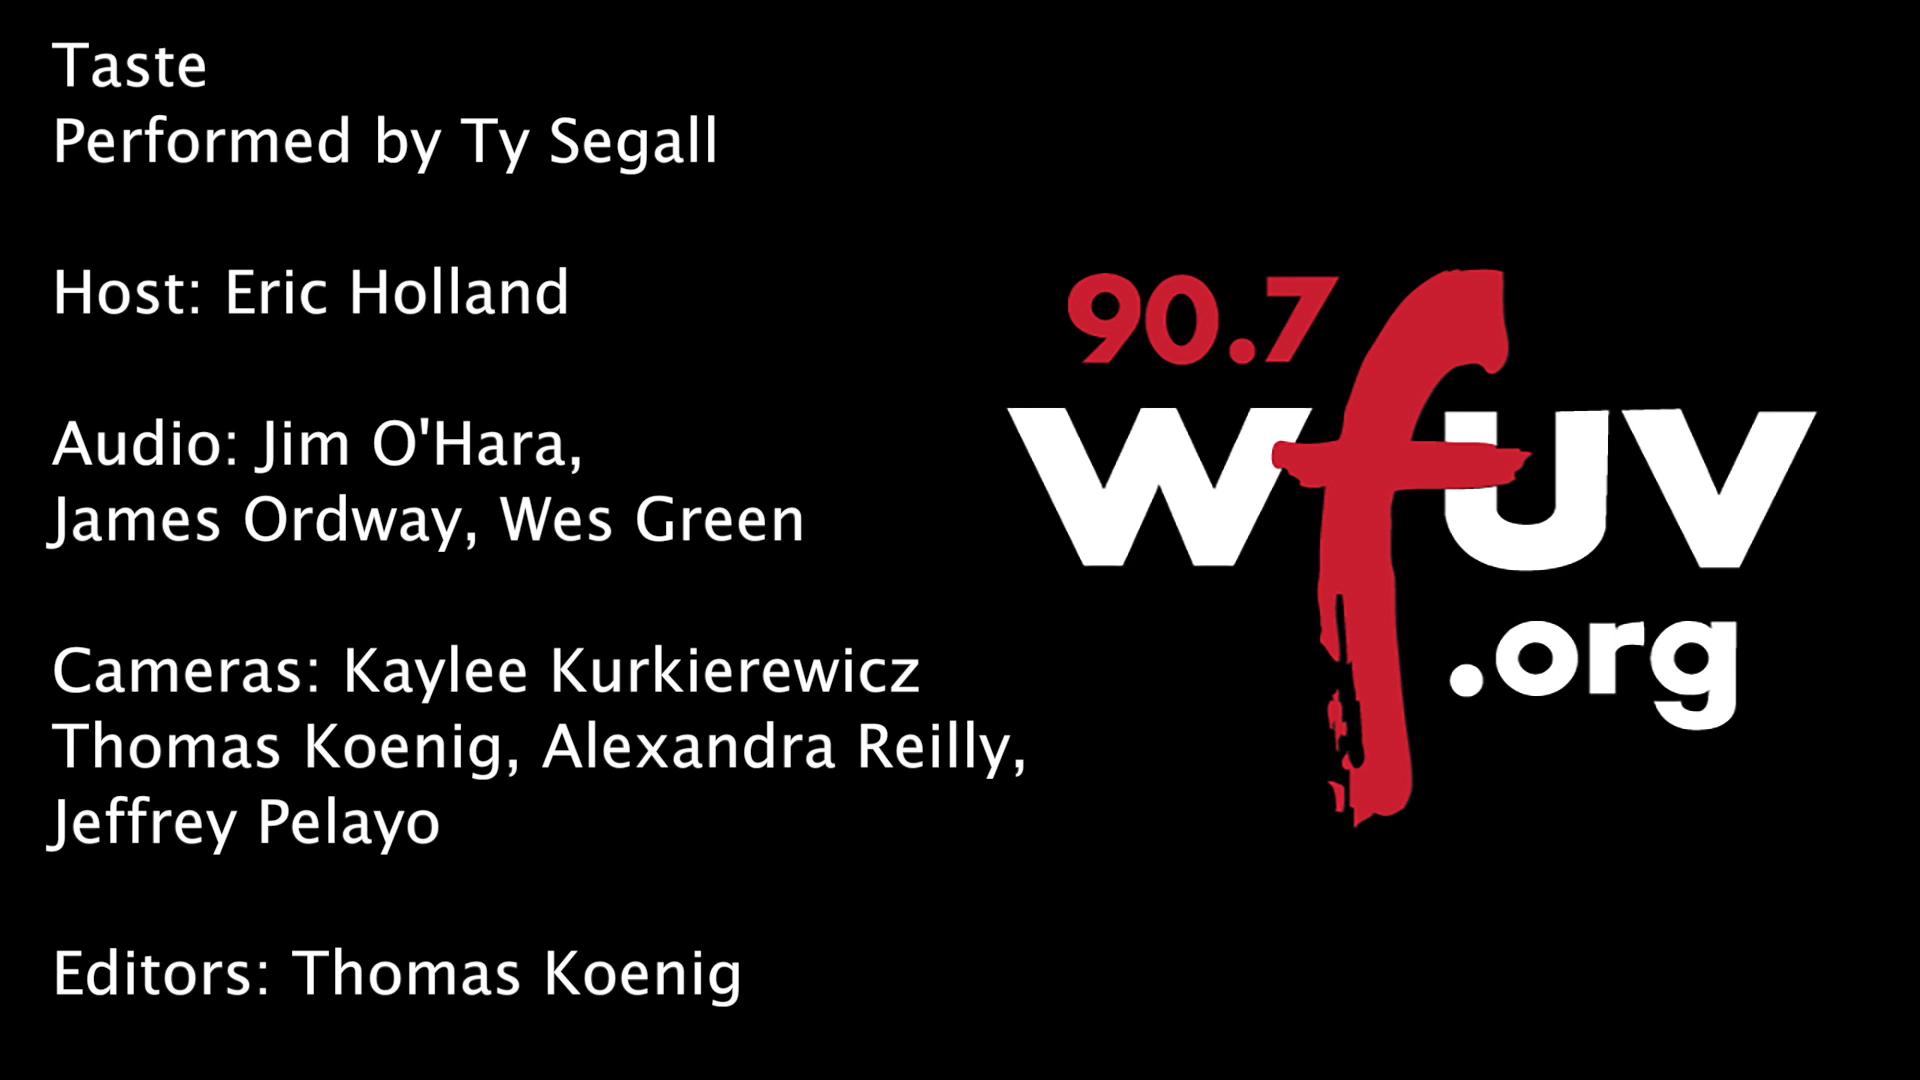 Taste
Performed by Ty Segall
Host: Eric Holland
Audio: Jim O'Hara,
James Ordway, Wes Green
Cameras: Kaylee Kurkierewicz
Thomas Koenig, Alexandra Reilly,
Jeffrey Pelayo
Editors: Thomas Koenig
90.7
wfuv
.org